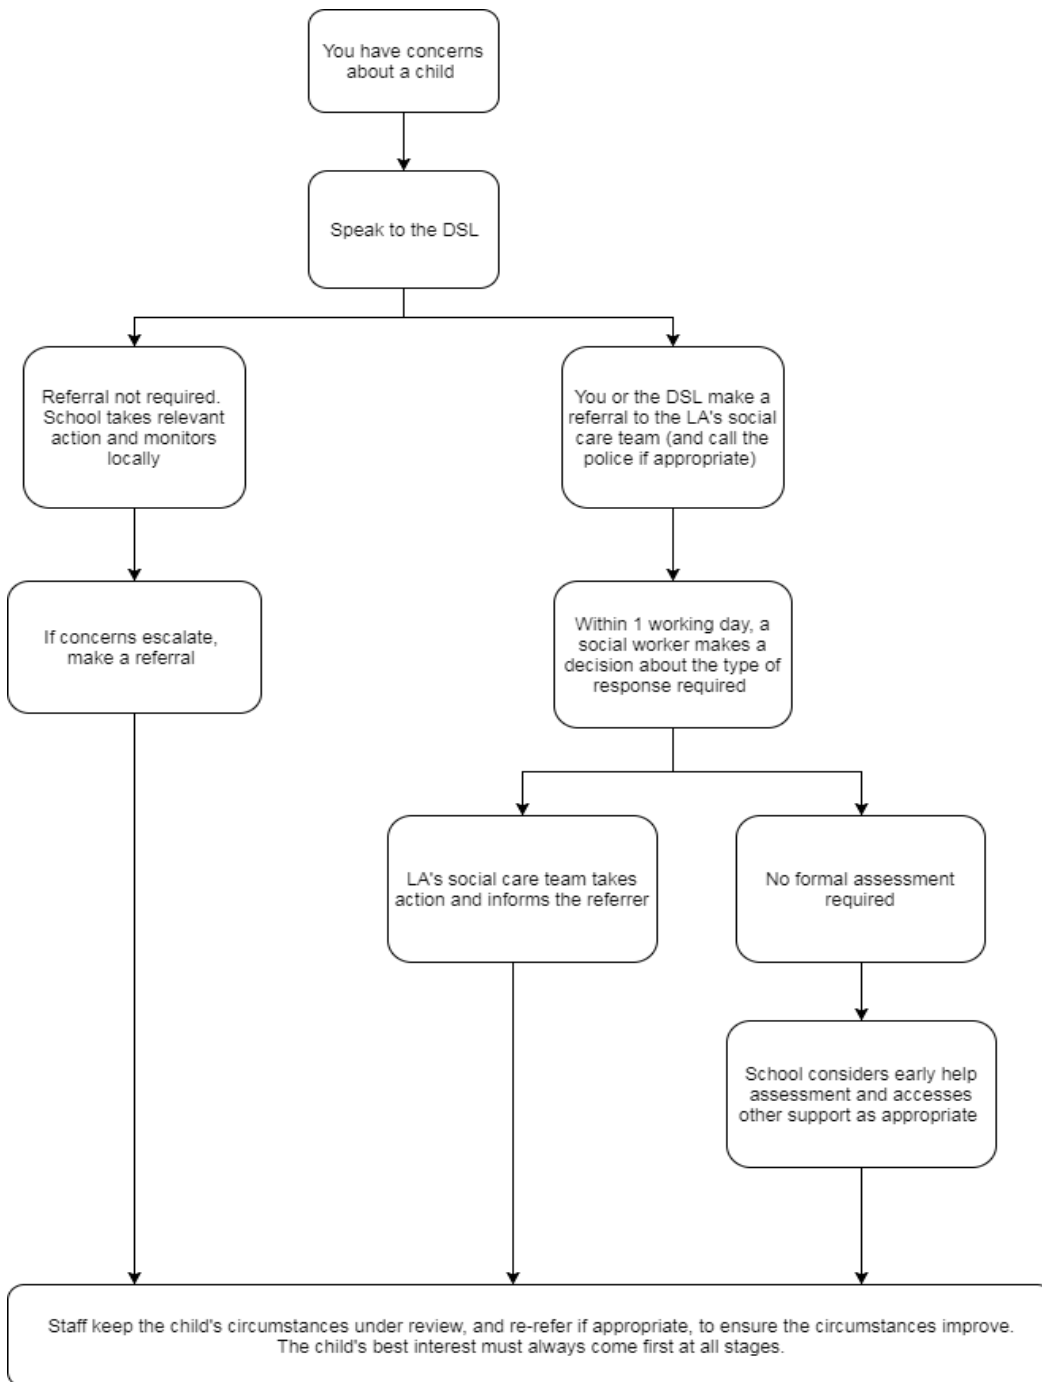 You have concerns
about a child
Speak to the DSL
Referral not required.
School takes relevant
action and monitors
locally
You or the DSL make a
referral to the LA's social
care team (and call the
police if appropriate)
If concerns escalate,
make a referral
Within 1 working day, a
social worker makes a
decision about the type of
response required
LA's social care team takes
action and informs the referrer
No formal assessment
required
School considers early help
assessment and accesses
other support as appropriate
Staff keep the child's circumstances under review, and re-refer if appropriate, to ensure the circumstances improve.
The child's best interest must always come first at all stages.